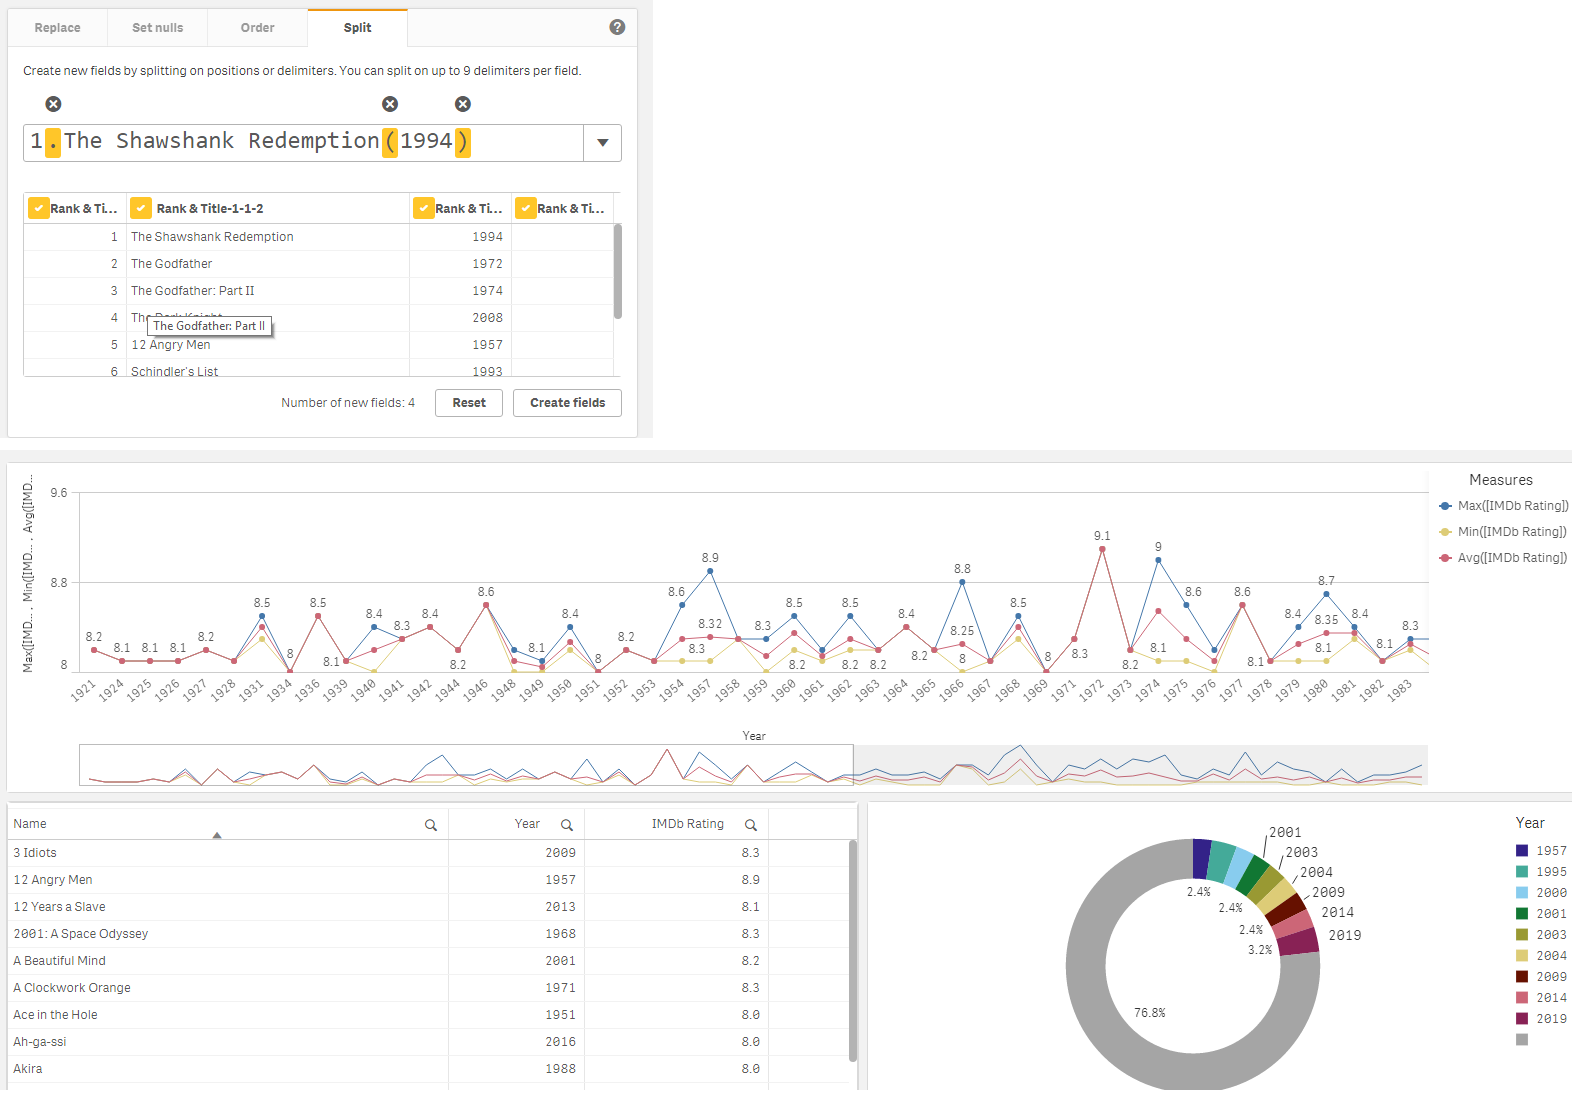 Replace Set nulls Order Split ?
Create new fields by splitting on positions or delimiters. You can split on up to 9 delimiters per field.
1.The Shawshank Redemption(1994)
Rank & Ti... Rank & Title-1-1-2 Rank & Ti... Rank & Ti...
1 The Shawshank Redemption 1994
2 The Godfather 1972
3 The Godfather: Part II 1974
4 The Dark Knight 2008
The Godfather: Part II
5 12 Angry Men 1957
6 Schindler's List 1993
Number of new fields: 4 Reset Create fields
Max([IMD... , Min([IMD... , Avg([IMD...
9.6
8.8
8
8.2 8.1 8.1 8.1 8.2 8.5 8 8.5 8.1 8.4 8.3 8.4 8.2 8.6 8.1 8.4 8 8.2 8.6 8.3 8.9 8.32 8.3 8.5 8.2 8.5 8.2 8.2 8.4 8.2 8.8 8.25 8 8.5 8 8.3 9.1 8.2 9 8.1 8.6 8.6 8.1 8.4 8.7 8.35 8.1 8.4 8.1 8.3
1921 1924 1925 1926 1927 1928 1931 1934 1936 1939 1940 1941 1942 1944 1946 1948 1949 1950 1951 1952 1953 1954 1957 1958 1959 1960 1961 1962 1963 1964 1965 1966 1967 1968 1969 1971 1972 1973 1974 1975 1976 1977 1978 1979 1980 1981 1982 1983
Year
Measures
Max([IMDb Rating])
Min([IMDb Rating])
Avg([IMDb Rating])
Name Year IMDb Rating
3 Idiots 2009 8.3
12 Angry Men 1957 8.9
12 Years a Slave 2013 8.1
2001: A Space Odyssey 1968 8.3
A Beautiful Mind 2001 8.2
A Clockwork Orange 1971 8.3
Ace in the Hole 1951 8.0
Ah-ga-ssi 2016 8.0
Akira 1988 8.0
2001
2003
2004
2009
2014
2019
2.4%
2.4%
2.4%
3.2%
76.8%
Year
1957
1995
2000
2001
2003
2004
2009
2014
2019